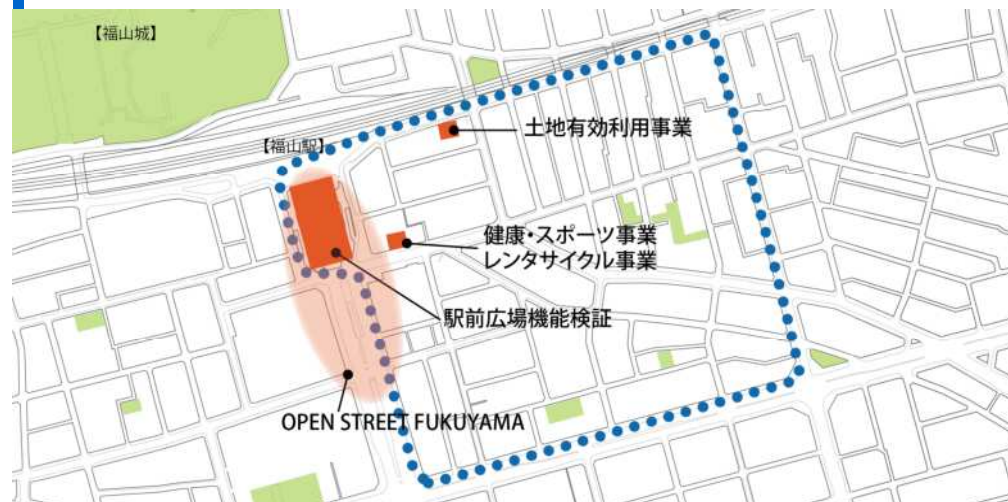 【福山城】
土地有効利用事業
【福山駅】
健康・スポーツ事業
レンタサイクル事業
駅前広場機能検証
OPEN STREET FUKUYAMA